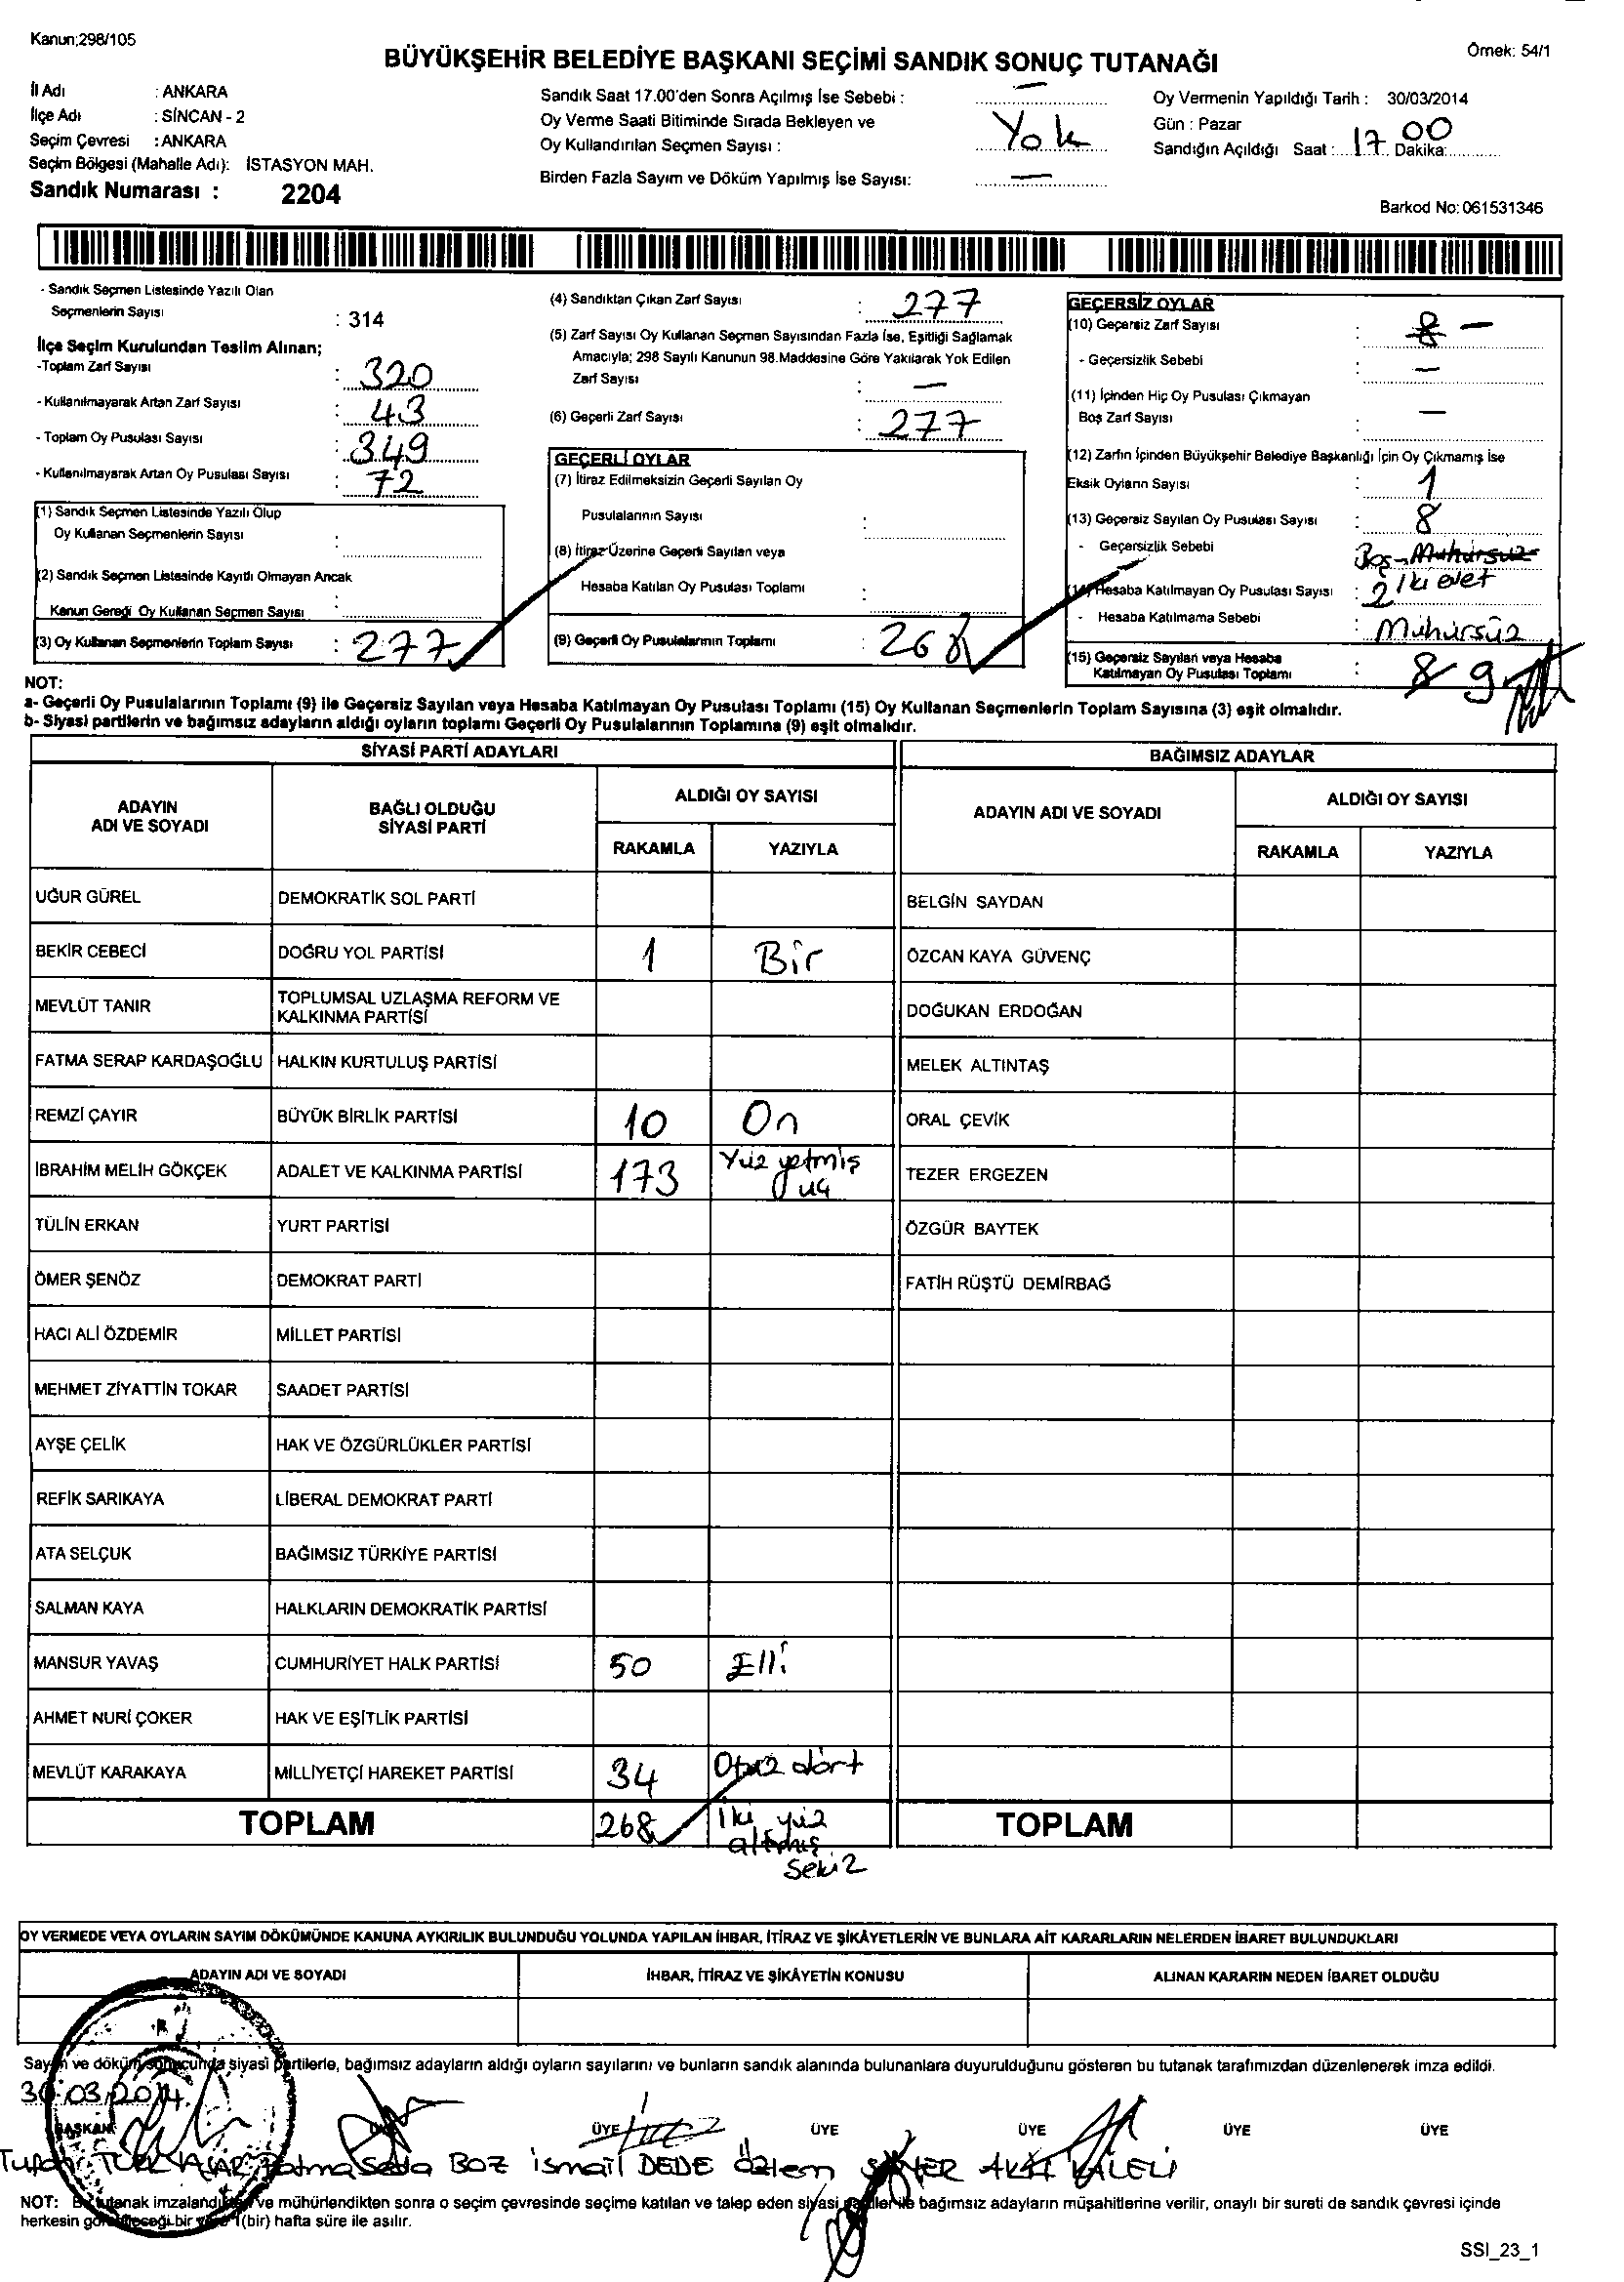 Kanun;298/105
Örnek: 54/1
BÜYÜKŞEHİR BELEDİYE BAŞKANI SEÇİMİ SANDIK SONUÇ TUTANAĞI
İl Adı : ANKARA
İlçe Adı : SİNCAN - 2
Seçim Çevresi : ANKARA
Seçim Bölgesi (Mahalle Adı): İSTASYON MAH.
Sandık Numarası : 2204
Sandık Saat 17.00'den Sonra Açılmış İse Sebebi : —
Oy Verme Saati Bitiminde Sırada Bekleyen ve
Oy Kullandırılan Seçmen Sayısı : Yok
Birden Fazla Sayım ve Döküm Yapılmış İse Sayısı: —
Oy Vermenin Yapıldığı Tarih : 30/03/2014
Gün : Pazar
Sandığın Açıldığı Saat : 17 Dakika: 00
Barkod No: 061531346
- Sandık Seçmen Listesinde Yazılı Olan
Seçmenlerin Sayısı : 314
İlçe Seçim Kurulundan Teslim Alınan;
-Toplam Zarf Sayısı : 320
- Kullanılmayarak Artan Zarf Sayısı : 43
- Toplam Oy Pusulası Sayısı : 349
- Kullanılmayarak Artan Oy Pusulası Sayısı : 72
(1) Sandık Seçmen Listesinde Yazılı Olup
Oy Kullanan Seçmenlerin Sayısı :
(2) Sandık Seçmen Listesinde Kayıtlı Olmayan Ancak
Kanun Gereği Oy Kullanan Seçmen Sayısı :
(3) Oy Kullanan Seçmenlerin Toplam Sayısı : 277
(4) Sandıktan Çıkan Zarf Sayısı : 277
(5) Zarf Sayısı Oy Kullanan Seçmen Sayısından Fazla İse, Eşitliği Sağlamak
Amacıyla; 298 Sayılı Kanunun 98.Maddesine Göre Yakılarak Yok Edilen
Zarf Sayısı : —
(6) Geçerli Zarf Sayısı : 277
GEÇERLİ OYLAR
(7) İtiraz Edilmeksizin Geçerli Sayılan Oy
Pusulalarının Sayısı :
(8) İtiraz Üzerine Geçerli Sayılan veya
Hesaba Katılan Oy Pusulası Toplamı :
(9) Geçerli Oy Pusulalarının Toplamı : 268
GEÇERSİZ OYLAR
(10) Geçersiz Zarf Sayısı : 8 —
- Geçersizlik Sebebi : —
(11) İçinden Hiç Oy Pusulası Çıkmayan
Boş Zarf Sayısı : —
(12) Zarfın İçinden Büyükşehir Belediye Başkanlığı İçin Oy Çıkmamış İse
Eksik Oyların Sayısı : 1
(13) Geçersiz Sayılan Oy Pusulası Sayısı : 8
- Geçersizlik Sebebi Boş - Mühürsüz
iki evet
(14) Hesaba Katılmayan Oy Pusulası Sayısı : 2
- Hesaba Katılmama Sebebi : Mühürsüz
(15) Geçersiz Sayılan veya Hesaba
Katılmayan Oy Pusulası Toplamı : 8 9
NOT:
a- Geçerli Oy Pusulalarının Toplamı (9) ile Geçersiz Sayılan veya Hesaba Katılmayan Oy Pusulası Toplamı (15) Oy Kullanan Seçmenlerin Toplam Sayısına (3) eşit olmalıdır.
b- Siyasi partilerin ve bağımsız adayların aldığı oyların toplamı Geçerli Oy Pusulalarının Toplamına (9) eşit olmalıdır.
SİYASİ PARTİ ADAYLARI
ADAYIN ADI VE SOYADI
BAĞLI OLDUĞU SİYASİ PARTİ
ALDIĞI OY SAYISI
RAKAMLA YAZIYLA
UĞUR GÜREL DEMOKRATİK SOL PARTİ
BEKİR CEBECİ DOĞRU YOL PARTİSİ 1 Bir
MEVLÜT TANIR TOPLUMSAL UZLAŞMA REFORM VE
KALKINMA PARTİSİ
FATMA SERAP KARDAŞOĞLU HALKIN KURTULUŞ PARTİSİ
REMZİ ÇAYIR BÜYÜK BİRLİK PARTİSİ 10 On
İBRAHİM MELİH GÖKÇEK ADALET VE KALKINMA PARTİSİ 173 Yüz yetmiş
üç
TÜLİN ERKAN YURT PARTİSİ
ÖMER ŞENÖZ DEMOKRAT PARTİ
HACI ALİ ÖZDEMİR MİLLET PARTİSİ
MEHMET ZİYATTİN TOKAR SAADET PARTİSİ
AYŞE ÇELİK HAK VE ÖZGÜRLÜKLER PARTİSİ
REFİK SARIKAYA LİBERAL DEMOKRAT PARTİ
ATA SELÇUK BAĞIMSIZ TÜRKİYE PARTİSİ
SALMAN KAYA HALKLARIN DEMOKRATİK PARTİSİ
MANSUR YAVAŞ CUMHURİYET HALK PARTİSİ 50 Elli
AHMET NURİ ÇOKER HAK VE EŞİTLİK PARTİSİ
MEVLÜT KARAKAYA MİLLİYETÇİ HAREKET PARTİSİ 34 Otuz dört
TOPLAM 268 İki yüz
altmış
sekiz
BAĞIMSIZ ADAYLAR
ADAYIN ADI VE SOYADI
ALDIĞI OY SAYISI
RAKAMLA YAZIYLA
BELGİN SAYDAN
ÖZCAN KAYA GÜVENÇ
DOĞUKAN ERDOĞAN
MELEK ALTINTAŞ
ORAL ÇEVİK
TEZER ERGEZEN
ÖZGÜR BAYTEK
FATİH RÜŞTÜ DEMİRBAĞ
TOPLAM
OY VERMEDE VEYA OYLARIN SAYIM DÖKÜMÜNDE KANUNA AYKIRILIK BULUNDUĞU YOLUNDA YAPILAN İHBAR, İTİRAZ VE ŞİKÂYETLERİN VE BUNLARA AİT KARARLARIN NELERDEN İBARET BULUNDUKLARI
ADAYIN ADI VE SOYADI İHBAR, İTİRAZ VE ŞİKÂYETİN KONUSU ALINAN KARARIN NEDEN İBARET OLDUĞU
Sayım ve döküm sonucunda siyasi partilerle, bağımsız adayların aldığı oyların sayılarını ve bunların sandık alanında bulunanlara duyurulduğunu gösteren bu tutanak tarafımızdan düzenlenerek imza edildi.
30.03.2014
BAŞKAN ÜYE ÜYE ÜYE ÜYE ÜYE
Fatma Seda BOZ İsmail DEDE Özlem KALELİ
NOT: Bu tutanak imzalandıktan ve mühürlendikten sonra o seçim çevresinde seçime katılan ve talep eden siyasi partiler ile bağımsız adayların müşahitlerine verilir, onaylı bir sureti de sandık çevresi içinde
herkesin görebileceği bir yere 1(bir) hafta süre ile asılır.
SSI_23_1